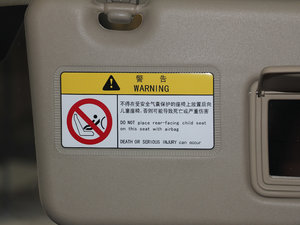 警 告
WARNING
不得在受安全气囊保护的座椅上放置后向
儿童座椅，否则可能导致死亡或严重伤害
DO NOT place rear-facing child seat
on this seat with airbag
DEATH OR SERIOUS INJURY can occur